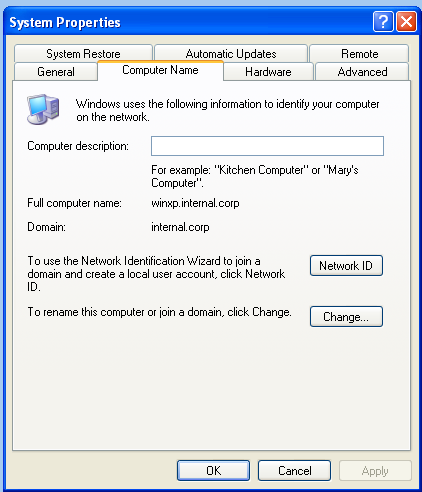 System Properties
System Restore
Automatic Updates
Remote
General
Computer Name
Hardware
Advanced
Windows uses the following information to identify your computer
on the network.
Computer description:
For example: "Kitchen Computer" or "Mary's
Computer".
Full computer name: winxp.internal.corp
Domain: internal.corp
To use the Network Identification Wizard to join a
domain and create a local user account, click Network
ID.
Network ID
To rename this computer or join a domain, click Change.
Change...
OK
Cancel
Apply